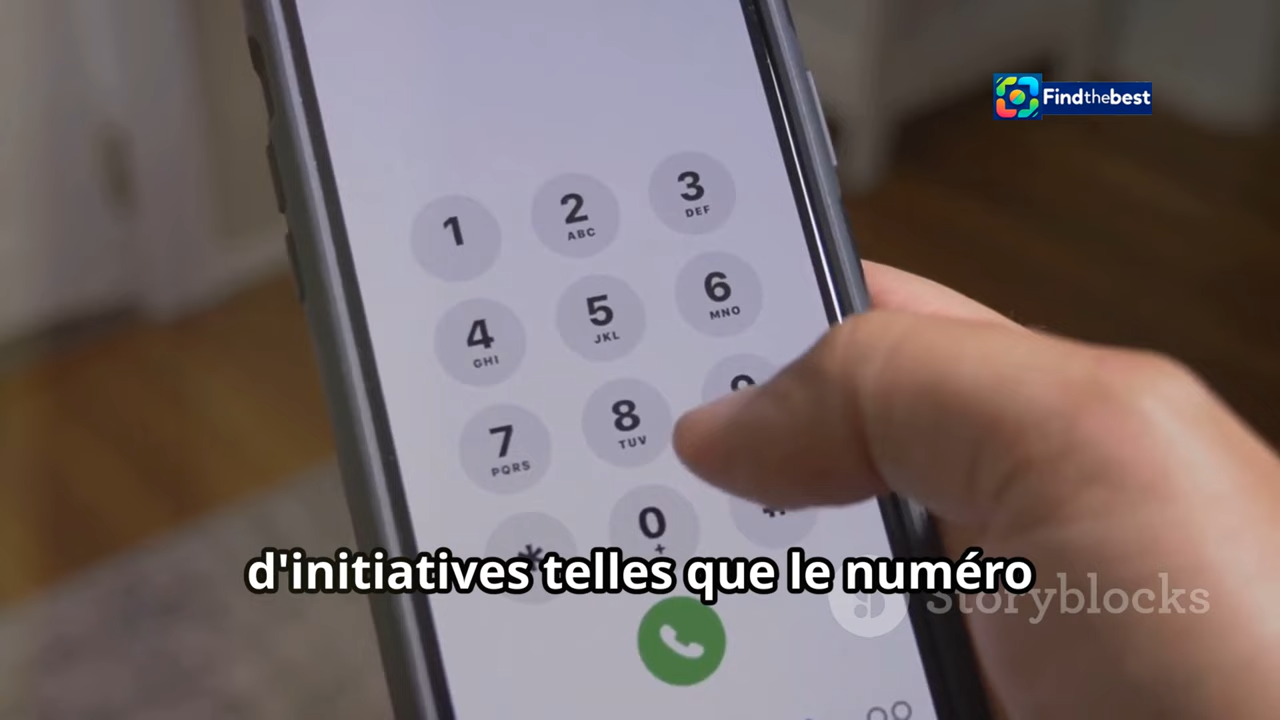 Findthebest
1
2
ABC
3
DEF
4
GHI
5
JKL
6
MNO
7
PQRS
8
TUV
9
*
0
+
#
d'initiatives telles que le numéro
Storyblocks